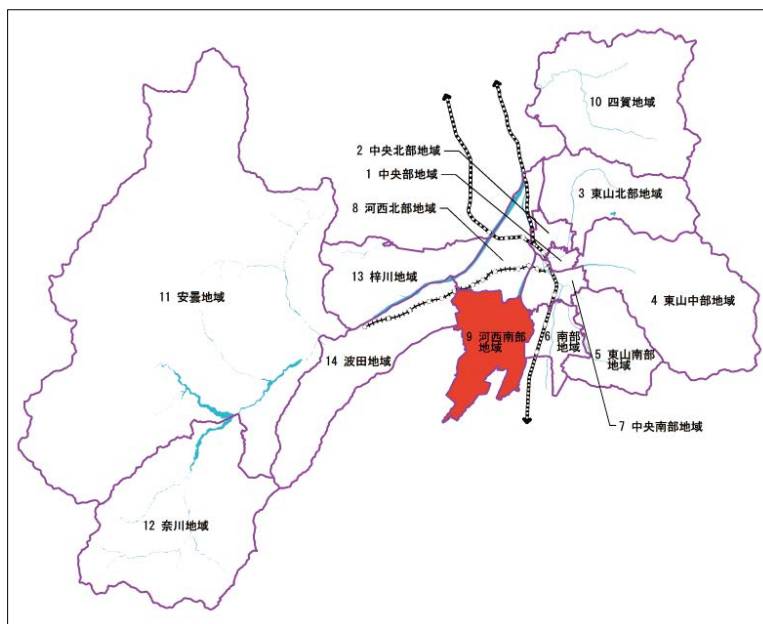 10 四賀地域
2 中央北部地域
1 中央部地域
3 東山北部地域
8 河西北部地域
13 梓川地域
11 安曇地域
4 東山中部地域
9 河西南部
地域
6 南部
地域
14 波田地域
5 東山南部
地域
7 中央南部地域
12 奈川地域